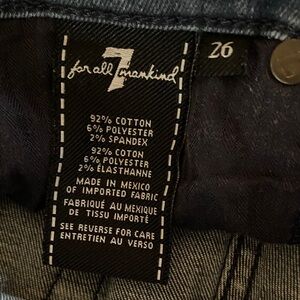 7
for all mankind
26
92% COTTON
6% POLYESTER
2% SPANDEX
92% COTON
6% POLYESTER
2% ÉLASTHANNE
MADE IN MEXICO
OF IMPORTED FABRIC
FABRIQUÉ AU MEXIQUE
DE TISSU IMPORTÉ
SEE REVERSE FOR CARE
ENTRETIEN AU VERSO